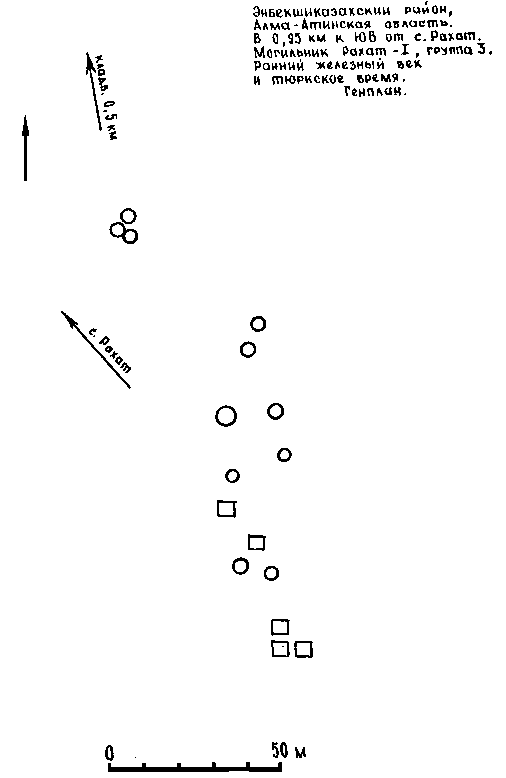 Энбекшиказахский район,
Алма-Атинская область.
В 0,95 км к ЮВ от с. Рахат.
Могильник Рахат-I, группа 3.
Ранний железный век
и тюркское время.
Генплан.
кладб. 0,5 км
с. Рахат
0 50 м